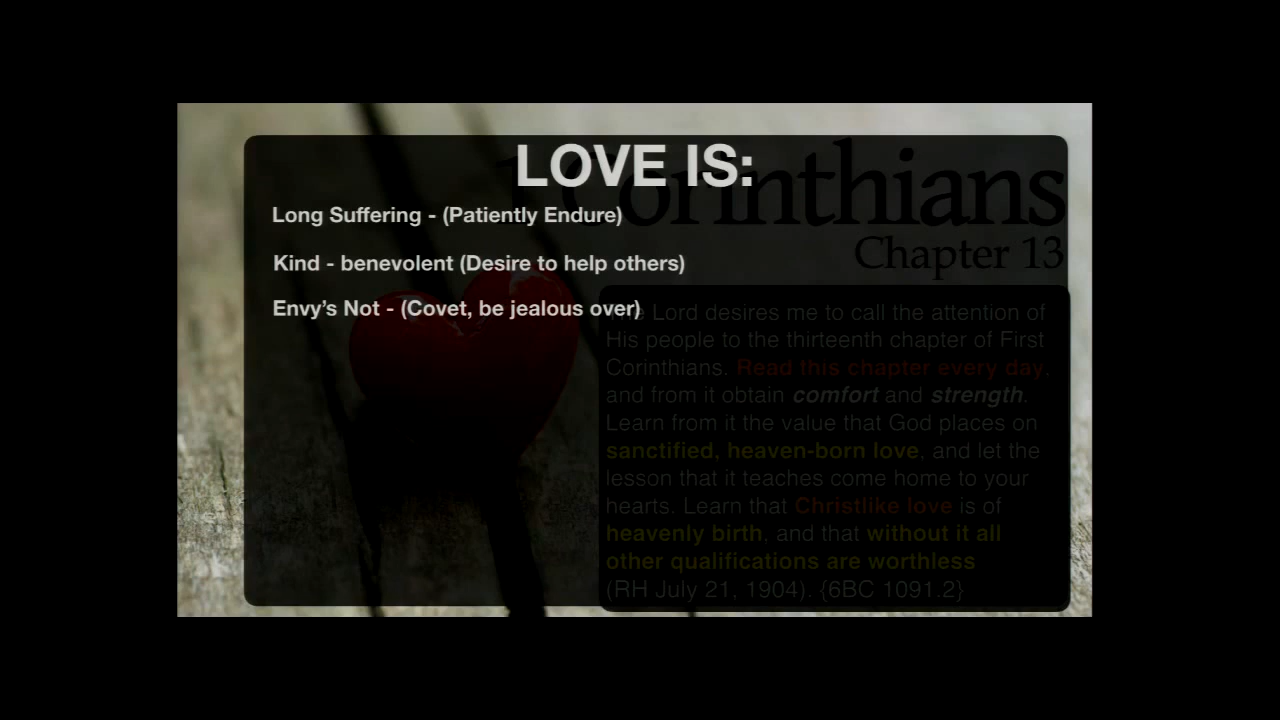 LOVE IS:
Long Suffering - (Patiently Endure)
Kind - benevolent (Desire to help others)
Envy's Not - (Covet, be jealous over)
Corinthians
Chapter 13
Lord desires me to call the attention of
His people to the thirteenth chapter of First
Corinthians. Read this chapter every day,
and from it obtain comfort and strength.
Learn from it the value that God places on
sanctified, heaven-born love, and let the
lesson that it teaches come home to your
hearts. Learn that Christlike love is of
heavenly birth, and that without it all
other qualifications are worthless
(RH July 21, 1904). {6BC 1091.2}